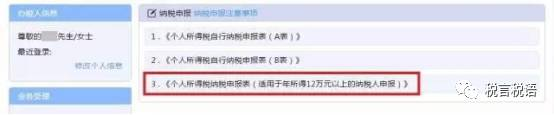 办税人信息
尊敬的 先生/女士
最近登录:
修改个人信息
业务受理
纳税申报 纳税申报注意事项
1．《个人所得税自行纳税申报表（A表）》
2．《个人所得税自行纳税申报表（B表）》
3．《个人所得税纳税申报表（适用于年所得12万元以上的纳税人申报）》
税言税语